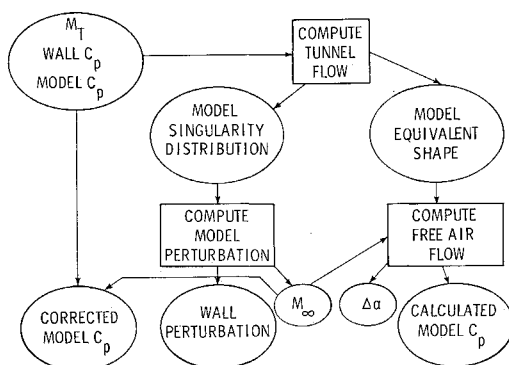 M_T
WALL C_p
MODEL C_p
COMPUTE
TUNNEL
FLOW
MODEL
SINGULARITY
DISTRIBUTION
MODEL
EQUIVALENT
SHAPE
COMPUTE
MODEL
PERTURBATION
COMPUTE
FREE AIR
FLOW
CORRECTED
MODEL C_p
WALL
PERTURBATION
M_∞
Δα
CALCULATED
MODEL C_p